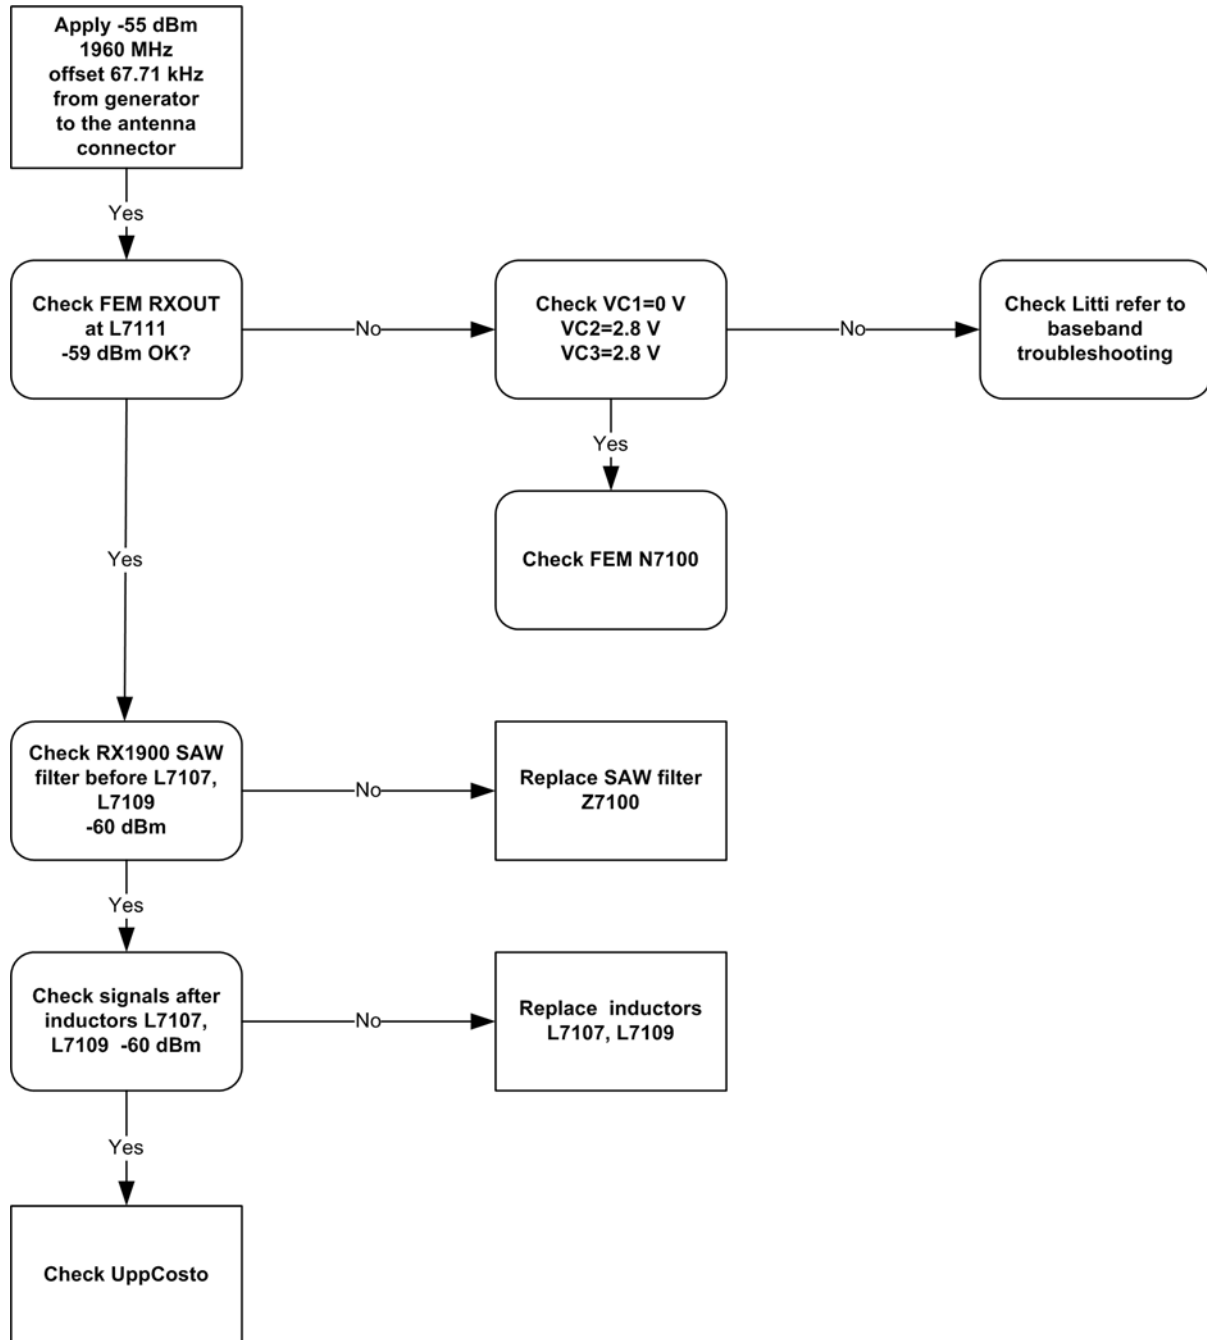 Apply -55 dBm
1960 MHz
offset 67.71 kHz
from generator
to the antenna
connector
Yes
Check FEM RXOUT
at L7111
-59 dBm OK?
No
Check VC1=0 V
VC2=2.8 V
VC3=2.8 V
No
Check Litti refer to
baseband
troubleshooting
Yes
Check FEM N7100
Yes
Check RX1900 SAW
filter before L7107,
L7109
-60 dBm
No
Replace SAW filter
Z7100
Yes
Check signals after
inductors L7107,
L7109 -60 dBm
No
Replace inductors
L7107, L7109
Yes
Check UppCosto